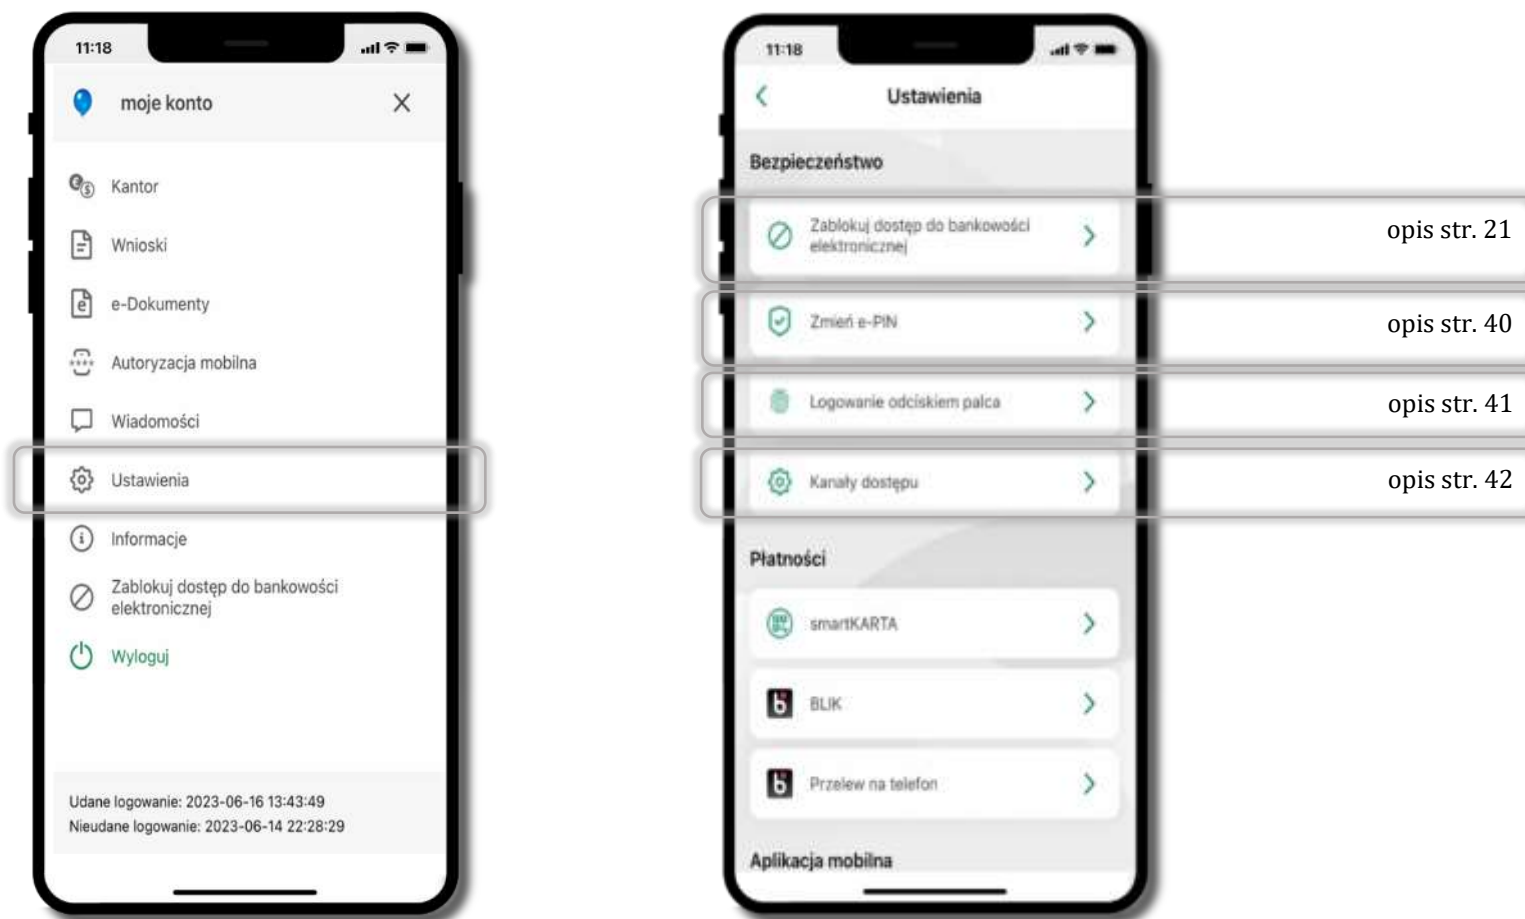 11:18
moje konto
Kantor
Wnioski
e-Dokumenty
Autoryzacja mobilna
Wiadomości
Ustawienia
Informacje
Zablokuj dostęp do bankowości
elektronicznej
Wyloguj
Udane logowanie: 2023-06-16 13:43:49
Nieudane logowanie: 2023-06-14 22:28:29
11:18
Ustawienia
Bezpieczeństwo
Zablokuj dostęp do bankowości
elektronicznej
opis str. 21
Zmień e-PIN
opis str. 40
Logowanie odciskiem palca
opis str. 41
Kanały dostępu
opis str. 42
Płatności
smartKARTA
BLIK
Przelew na telefon
Aplikacja mobilna